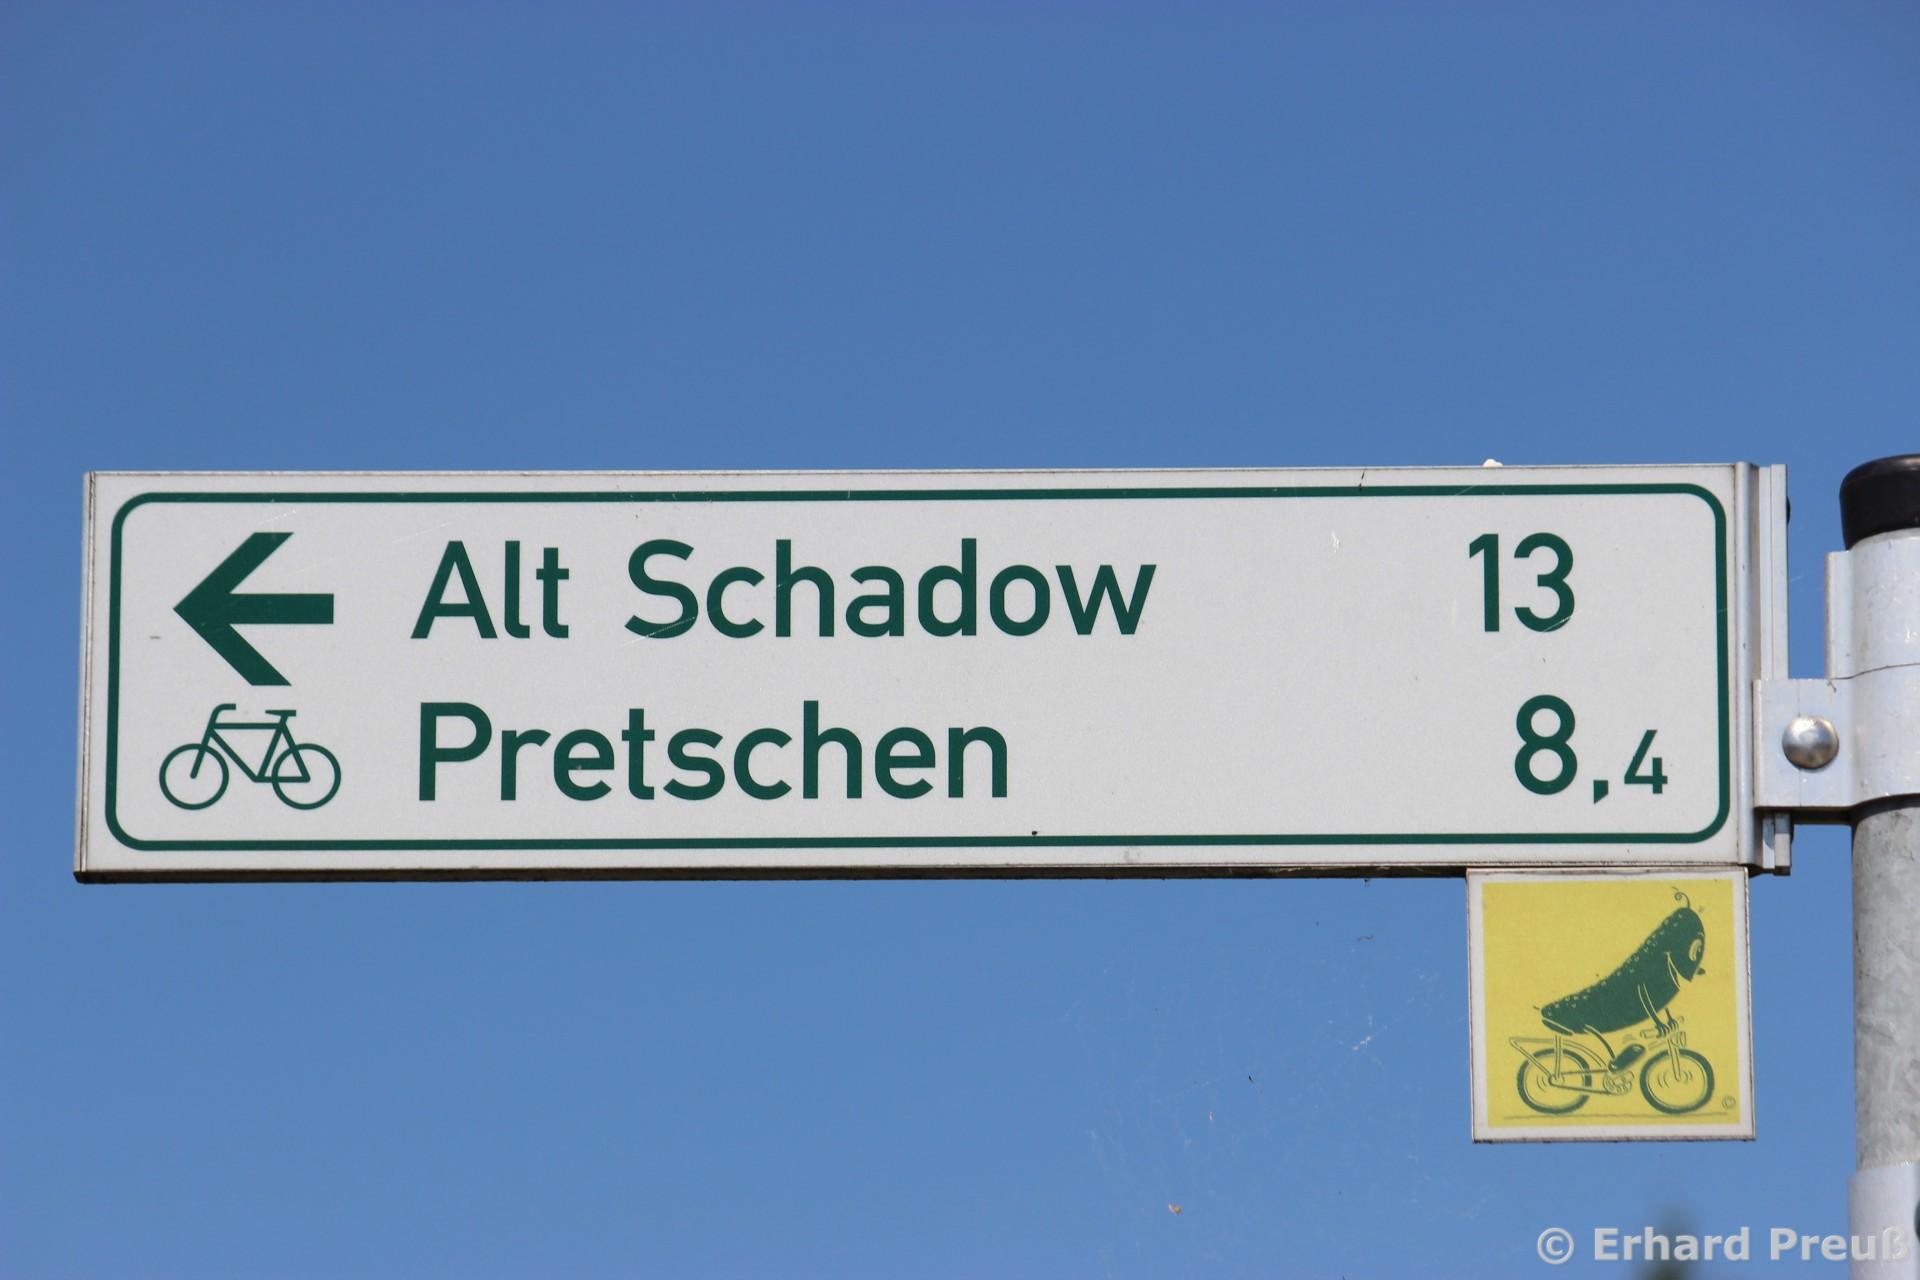 Alt Schadow 13
Pretschen 8,4
©
© Erhard Preuß